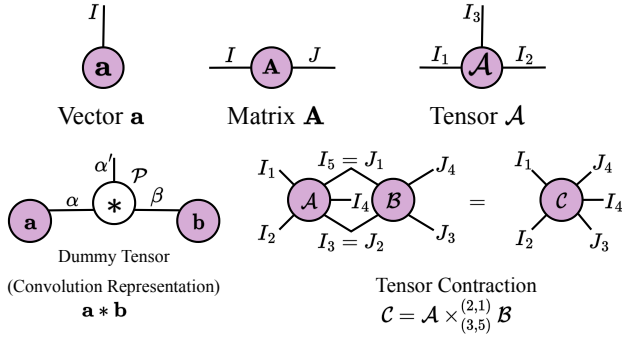 I
a
Vector a
I A J
Matrix A
I₃
I₁ 𝒜 I₂
Tensor 𝒜
α′
𝒫
a α * β b
Dummy Tensor
(Convolution Representation)
a ∗ b
I₁ I₅ = J₁ J₄
𝒜 I₄ ℬ
I₂ I₃ = J₂ J₃
=
I₁ J₄
𝒞 I₄
I₂ J₃
Tensor Contraction
𝒞 = 𝒜 ×₍₃,₅₎⁽²,¹⁾ ℬ